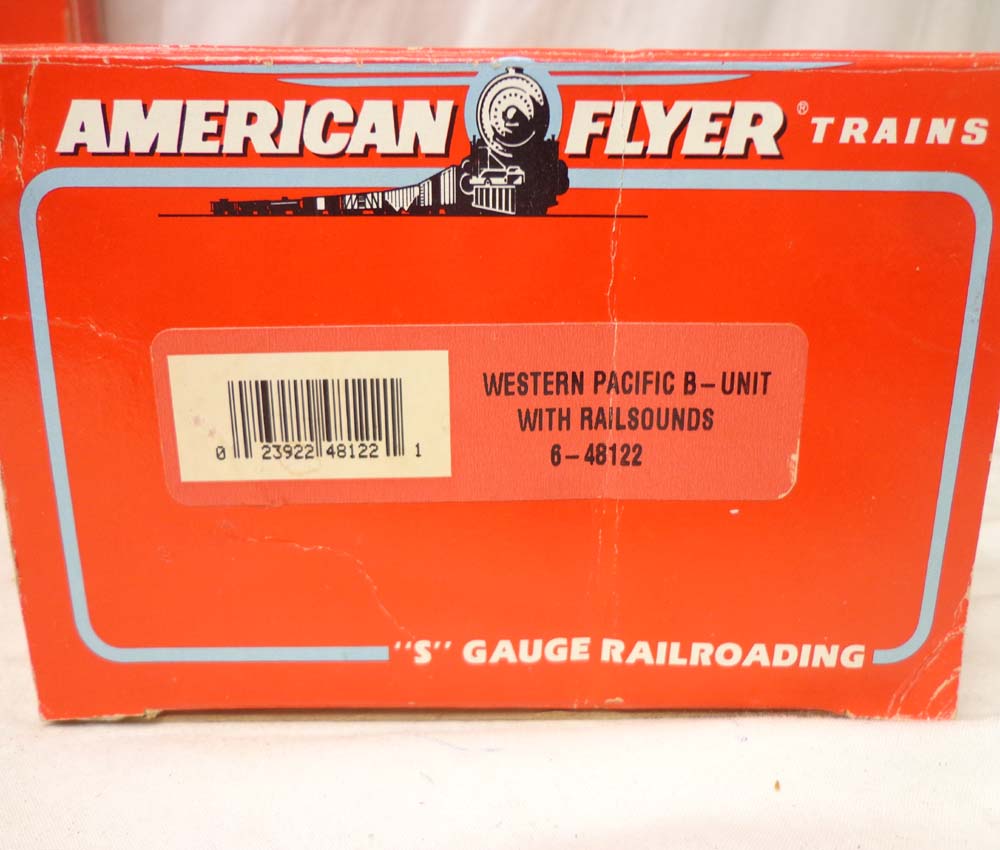 AMERICAN FLYER® TRAINS
WESTERN PACIFIC B-UNIT
WITH RAILSOUNDS
6-48122
0 23922 48122 1
"S" GAUGE RAILROADING